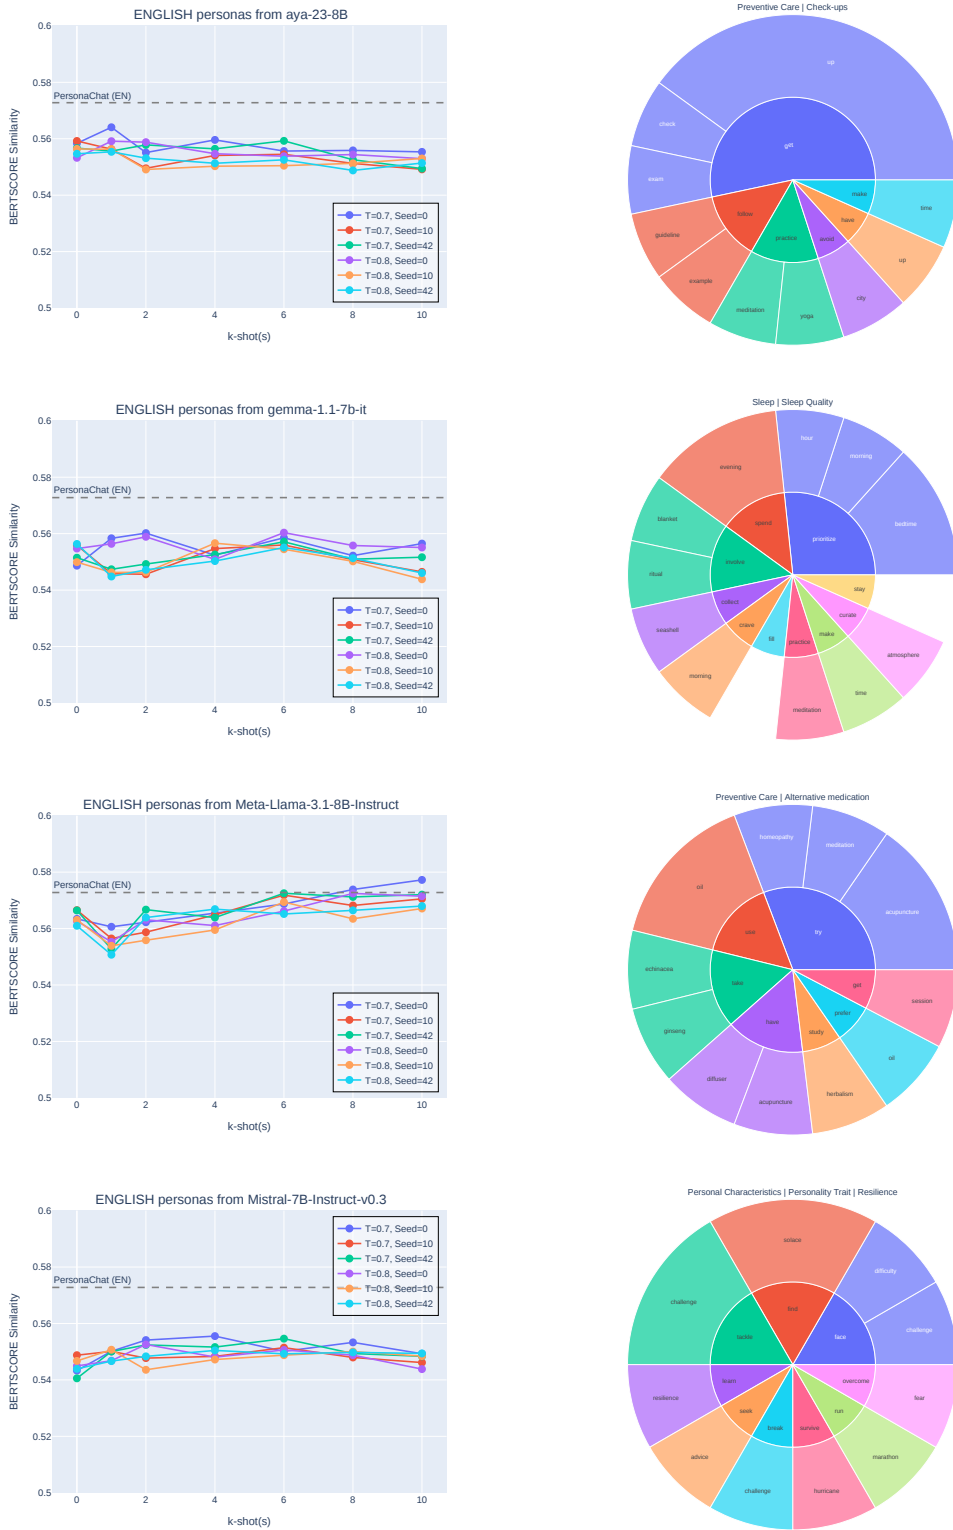 ENGLISH personas from aya-23-8B
0.6
0.58
0.56
0.54
0.52
0.5
BERTSCORE Similarity
PersonaChat (EN)
T=0.7, Seed=0
T=0.7, Seed=10
T=0.7, Seed=42
T=0.8, Seed=0
T=0.8, Seed=10
T=0.8, Seed=42
0 2 4 6 8 10
k-shot(s)
Preventive Care | Check-ups
up
check
exam
get
make
time
follow
have
guideline
practice
avoid
up
example
meditation
yoga
city
ENGLISH personas from gemma-1.1-7b-it
0.6
0.58
0.56
0.54
0.52
0.5
BERTSCORE Similarity
PersonaChat (EN)
T=0.7, Seed=0
T=0.7, Seed=10
T=0.7, Seed=42
T=0.8, Seed=0
T=0.8, Seed=10
T=0.8, Seed=42
0 2 4 6 8 10
k-shot(s)
Sleep | Sleep Quality
hour
morning
evening
bedtime
blanket
spend
prioritize
involve
ritual
stay
collect
curate
seashell
crave
fill
practice
make
atmosphere
morning
time
meditation
ENGLISH personas from Meta-Llama-3.1-8B-Instruct
0.6
0.58
0.56
0.54
0.52
0.5
BERTSCORE Similarity
PersonaChat (EN)
T=0.7, Seed=0
T=0.7, Seed=10
T=0.7, Seed=42
T=0.8, Seed=0
T=0.8, Seed=10
T=0.8, Seed=42
0 2 4 6 8 10
k-shot(s)
Preventive Care | Alternative medication
homeopathy
meditation
oil
acupuncture
use
try
echinacea
take
get
session
prefer
have
study
ginseng
oil
diffuser
herbalism
acupuncture
ENGLISH personas from Mistral-7B-Instruct-v0.3
0.6
0.58
0.56
0.54
0.52
0.5
BERTSCORE Similarity
PersonaChat (EN)
T=0.7, Seed=0
T=0.7, Seed=10
T=0.7, Seed=42
T=0.8, Seed=0
T=0.8, Seed=10
T=0.8, Seed=42
0 2 4 6 8 10
k-shot(s)
Personal Characteristics | Personality Trait | Resilience
solace
difficulty
challenge
find
challenge
tackle
face
learn
overcome
resilience
fear
seek
run
break
survive
advice
marathon
challenge
hurricane